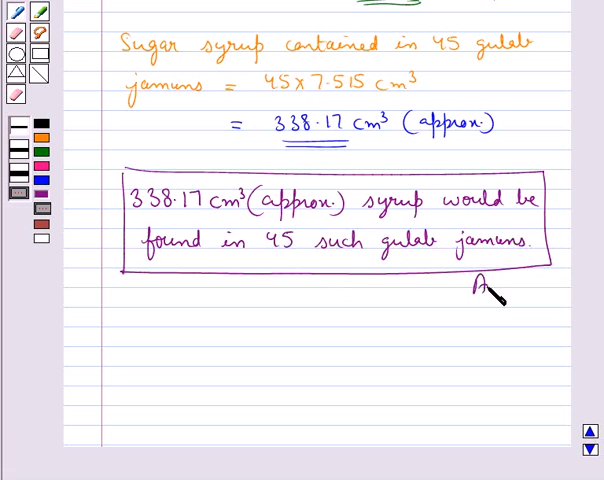 Sugar syrup contained in 45 gulab
jamuns = 45 x 7.515 cm³
= 338.17 cm³ (approx.)
338.17 cm³ (approx.) syrup would be
found in 45 such gulab jamuns.
A